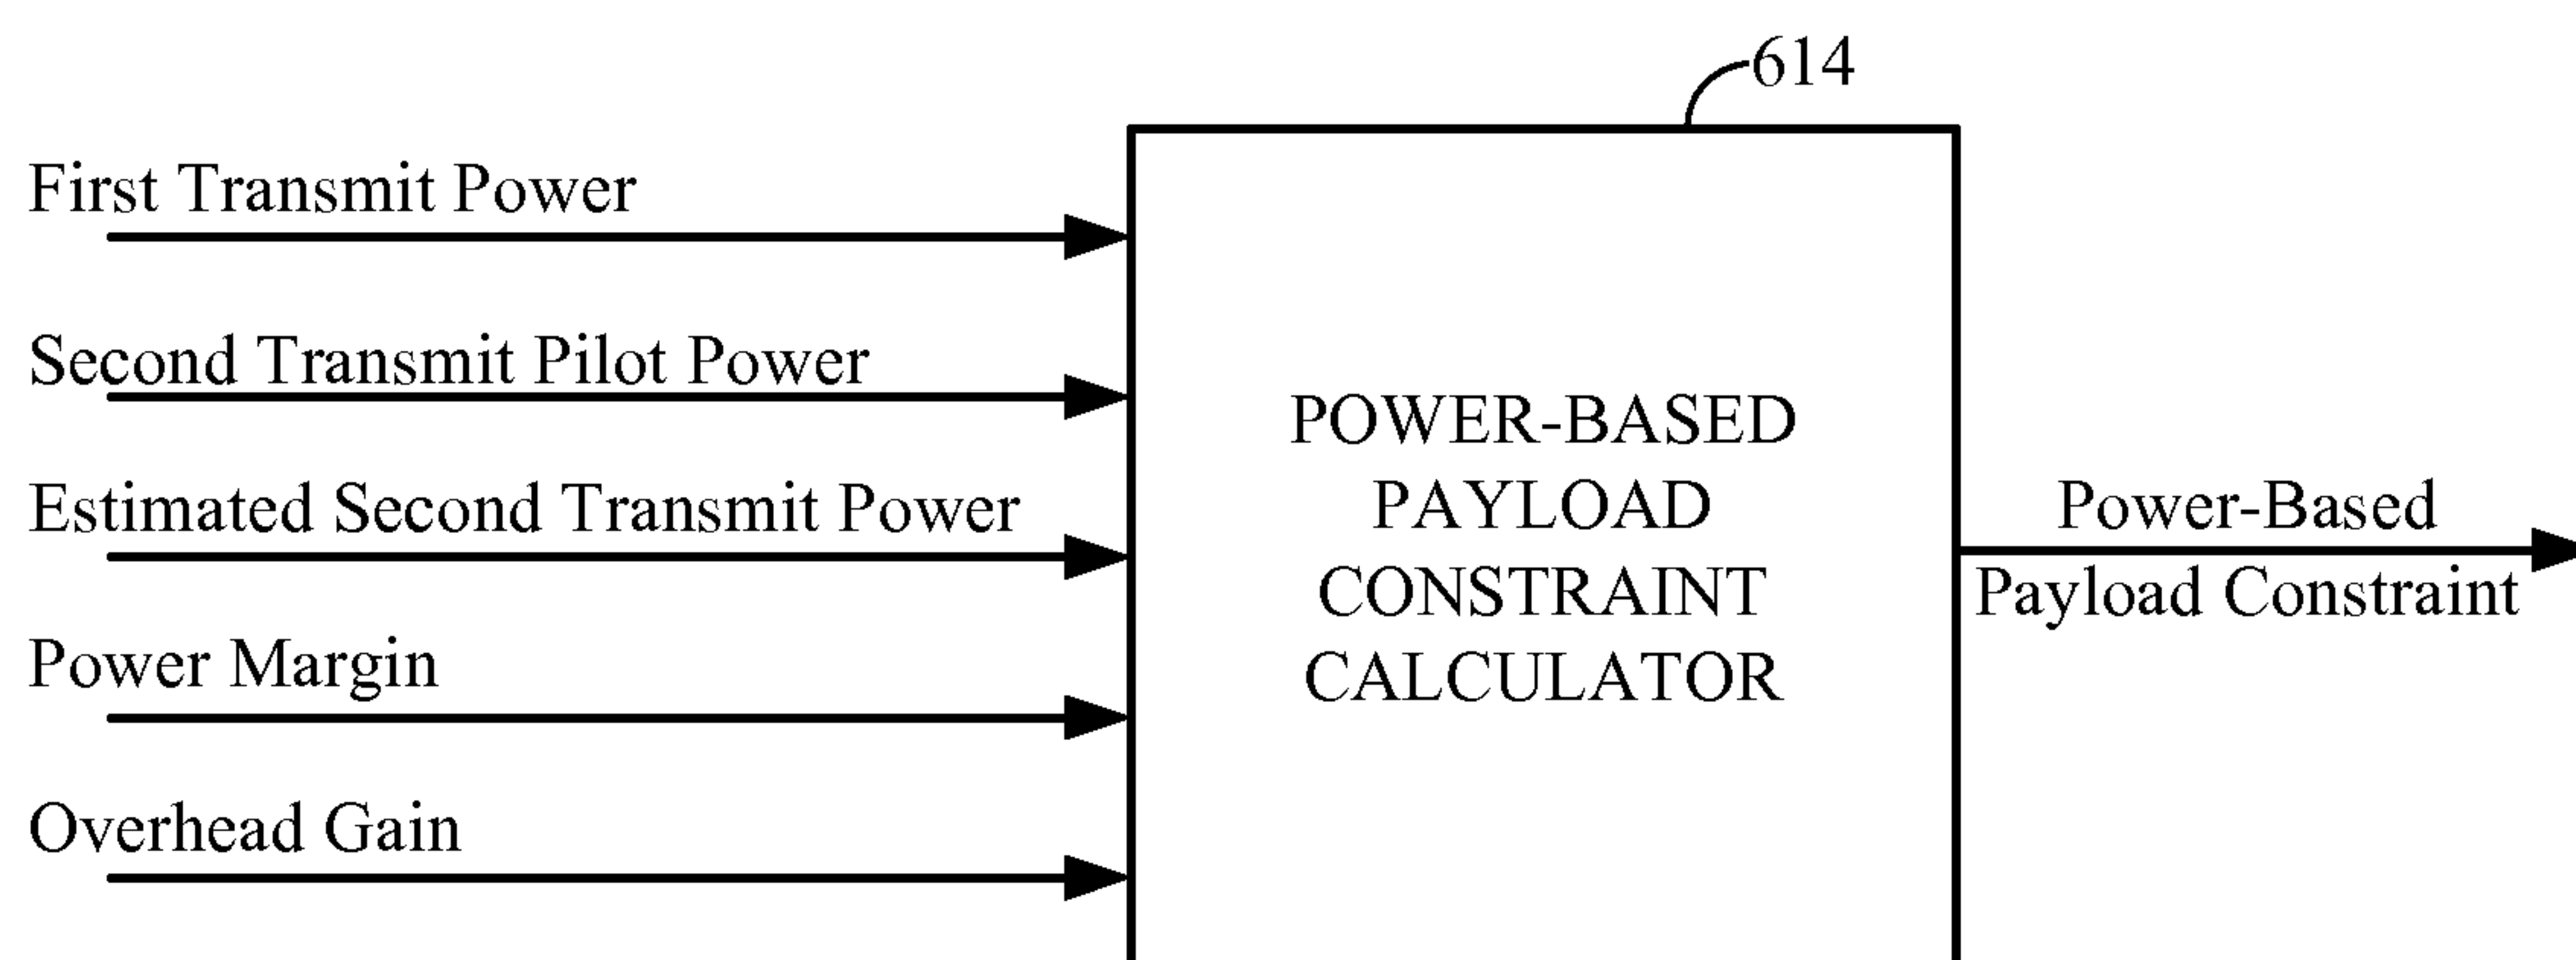 614
First Transmit Power
Second Transmit Pilot Power
Estimated Second Transmit Power
Power Margin
Overhead Gain
POWER-BASED
PAYLOAD
CONSTRAINT
CALCULATOR
Power-Based
Payload Constraint